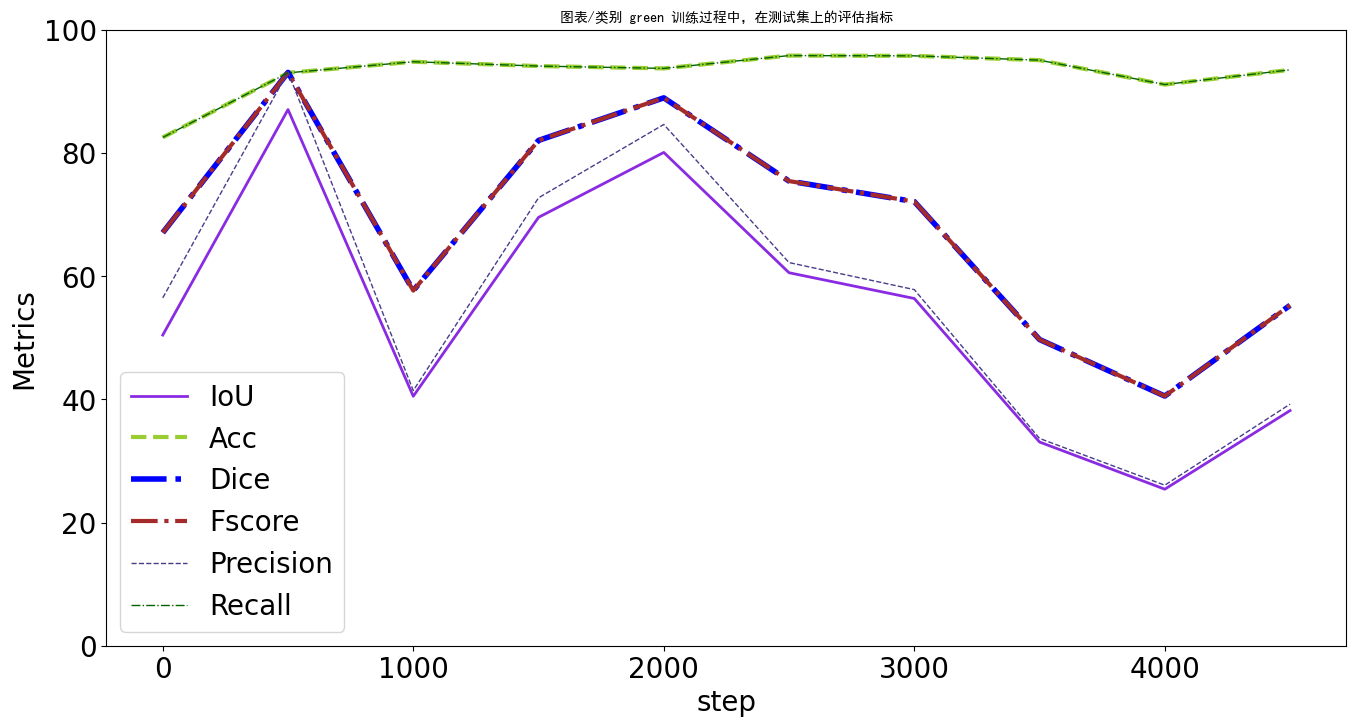 图表/类别 green 训练过程中，在测试集上的评估指标
100
80
60
40
20
0
Metrics
IoU
Acc
Dice
Fscore
Precision
Recall
0 1000 2000 3000 4000
step